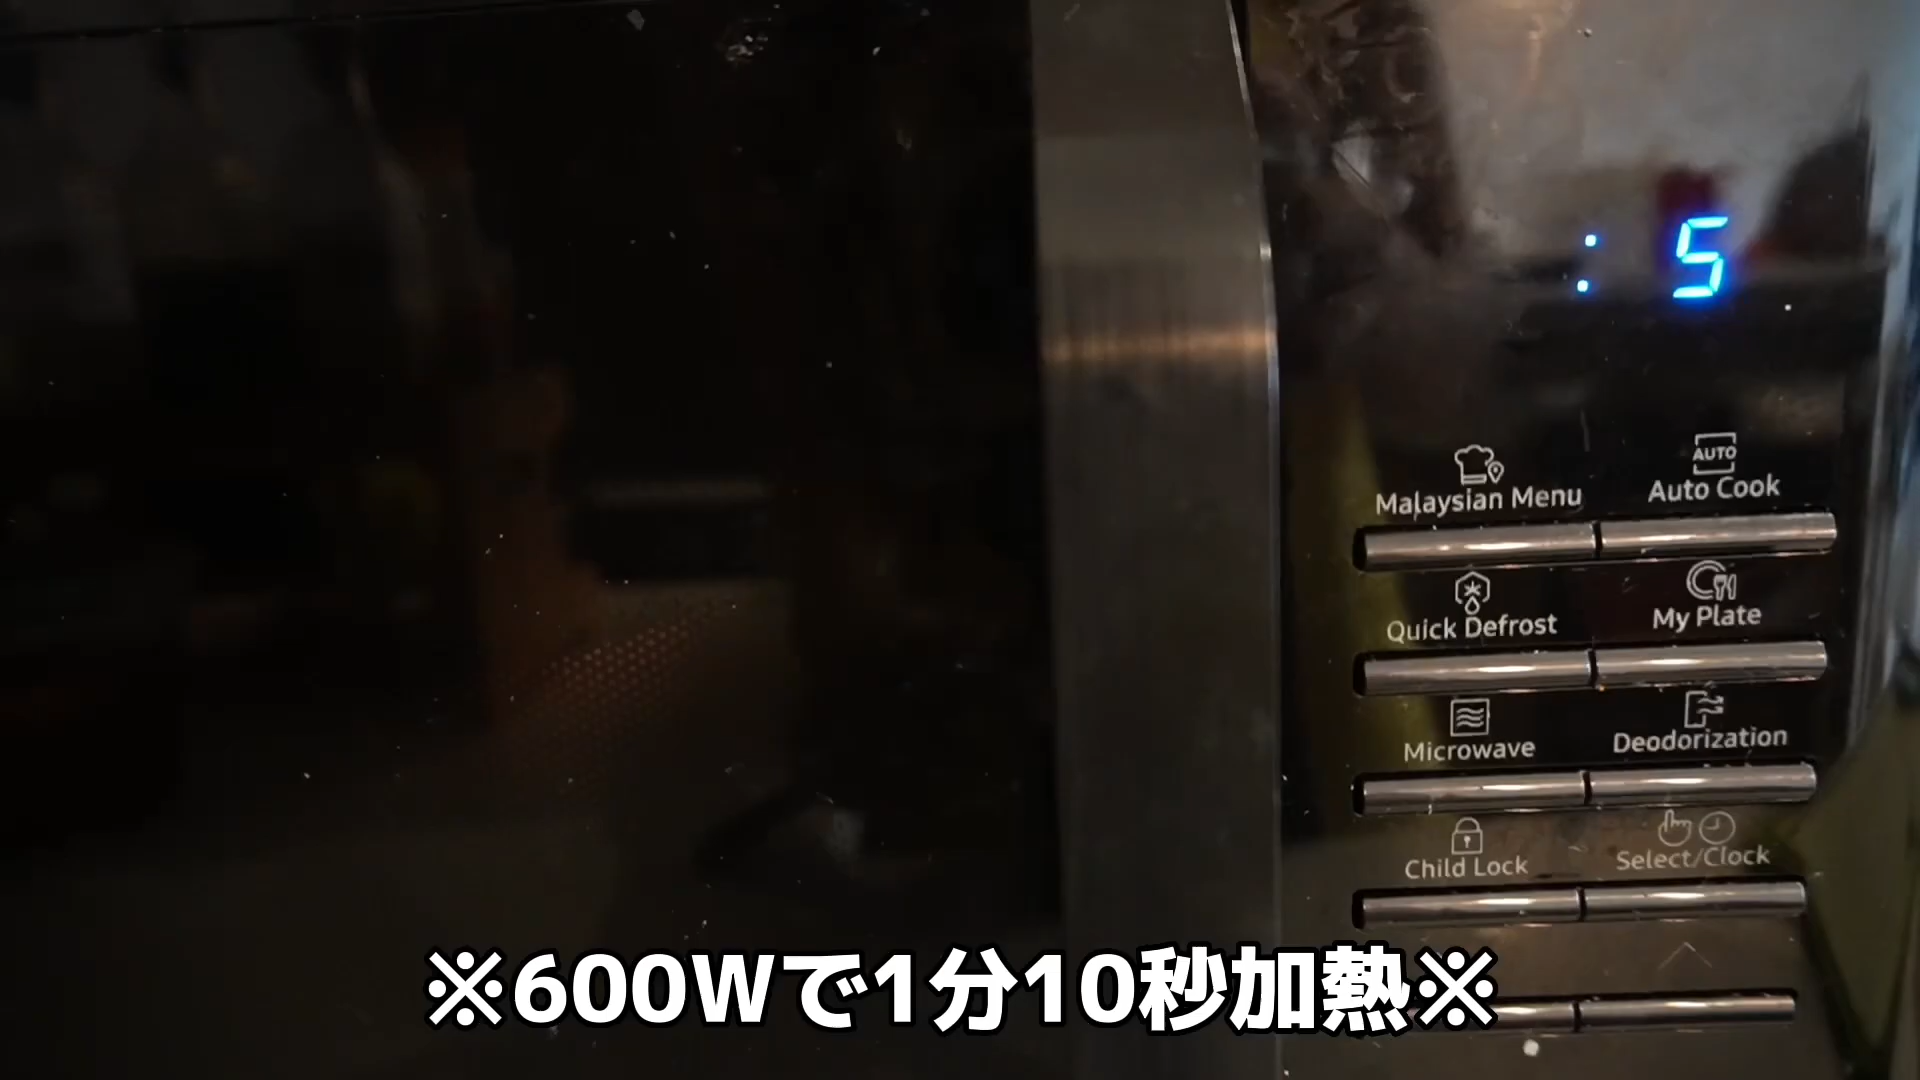 : 5
AUTO
Malaysian Menu
Auto Cook
Quick Defrost
My Plate
Microwave
Deodorization
Child Lock
Select/Clock
※600Wで1分10秒加熱※